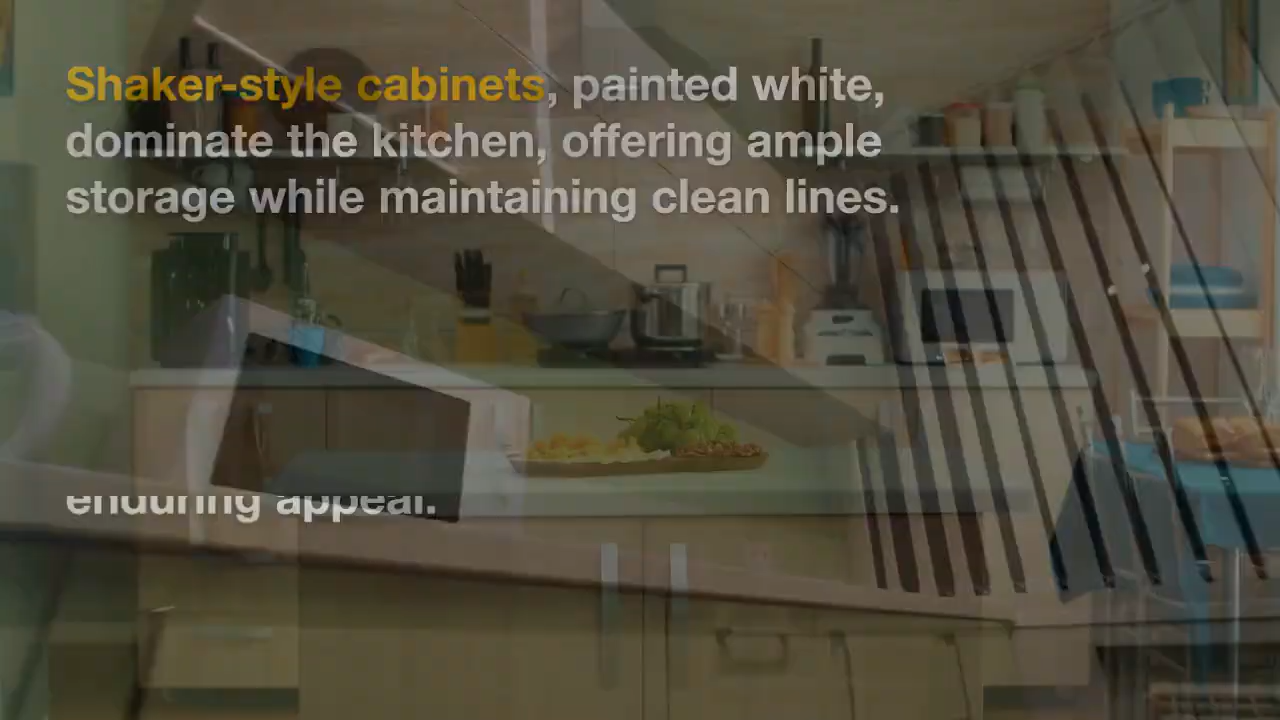 Shaker-style cabinets, painted white,
dominate the kitchen, offering ample
storage while maintaining clean lines.
enduring appeal.